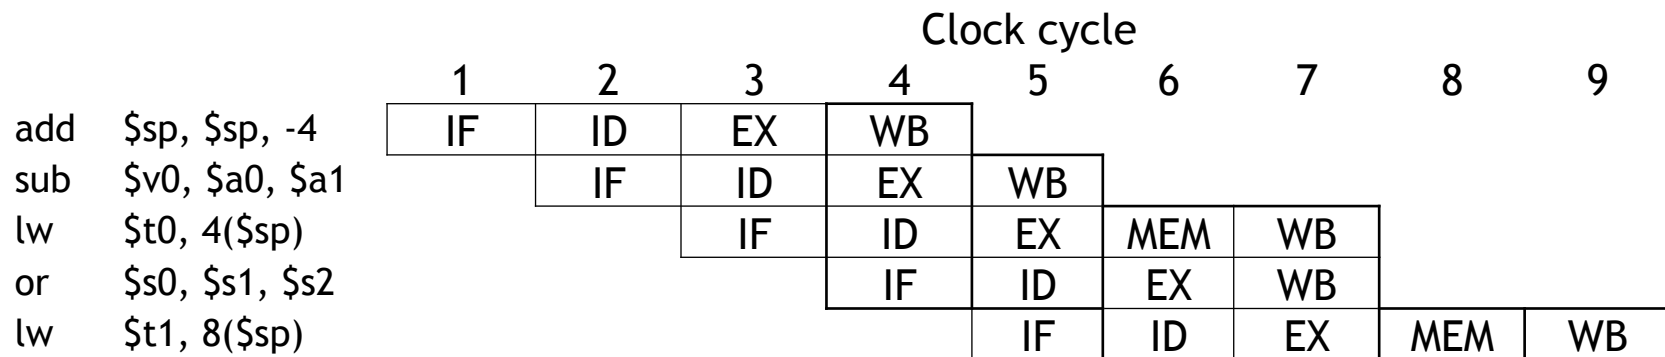 Clock cycle
1 2 3 4 5 6 7 8 9
add $sp, $sp, -4 IF ID EX WB
sub $v0, $a0, $a1 IF ID EX WB
lw $t0, 4($sp) IF ID EX MEM WB
or $s0, $s1, $s2 IF ID EX WB
lw $t1, 8($sp) IF ID EX MEM WB